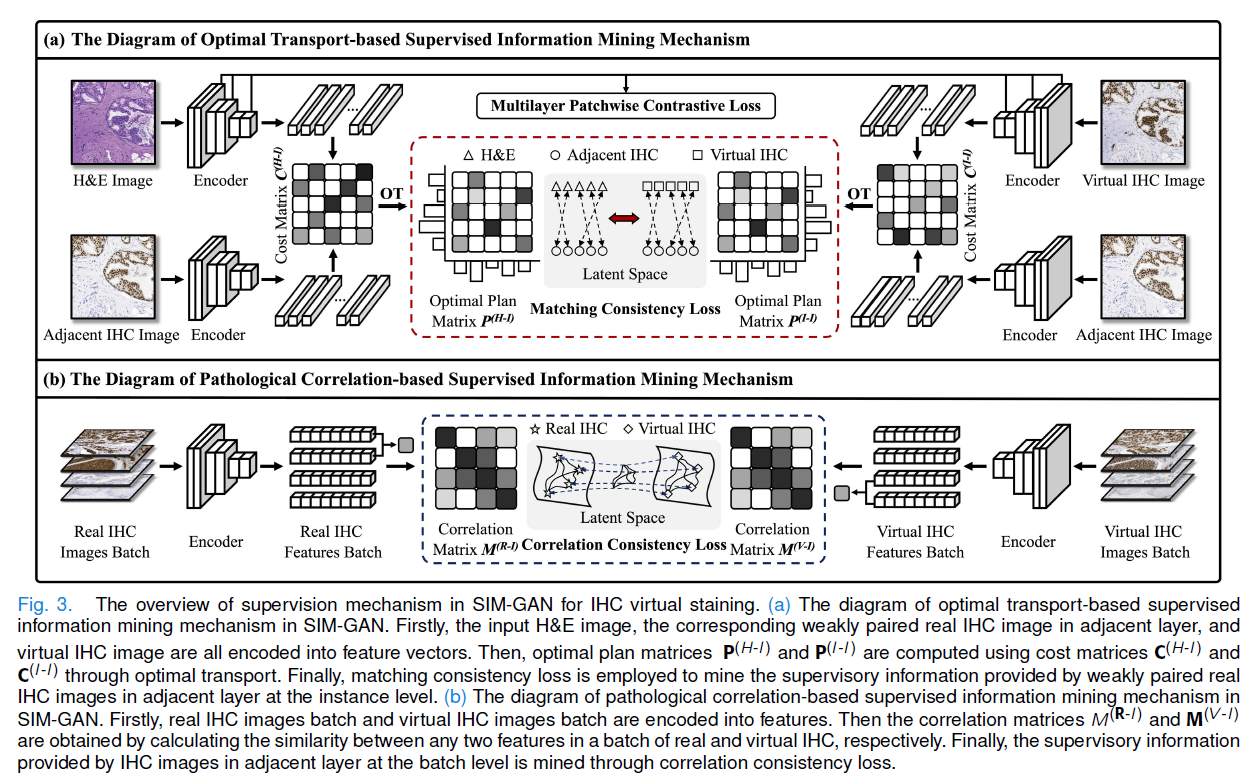 (a) The Diagram of Optimal Transport-based Supervised Information Mining Mechanism
Multilayer Patchwise Contrastive Loss
H&E Image
Encoder
Cost Matrix C(H-I)
OT
H&E
Adjacent IHC
Virtual IHC
Latent Space
Optimal Plan
Matrix P(H-I)
Matching Consistency Loss
Optimal Plan
Matrix P(I-I)
OT
Cost Matrix C(I-I)
Encoder
Virtual IHC Image
Adjacent IHC Image
Encoder
Encoder
Adjacent IHC Image
(b) The Diagram of Pathological Correlation-based Supervised Information Mining Mechanism
Real IHC
Images Batch
Encoder
Real IHC
Features Batch
Real IHC
Virtual IHC
Latent Space
Correlation
Matrix M(R-I)
Correlation Consistency Loss
Correlation
Matrix M(V-I)
Virtual IHC
Features Batch
Encoder
Virtual IHC
Images Batch
Fig. 3. The overview of supervision mechanism in SIM-GAN for IHC virtual staining. (a) The diagram of optimal transport-based supervised
information mining mechanism in SIM-GAN. Firstly, the input H&E image, the corresponding weakly paired real IHC image in adjacent layer, and
virtual IHC image are all encoded into feature vectors. Then, optimal plan matrices P(H-I) and P(I-I) are computed using cost matrices C(H-I) and
C(I-I) through optimal transport. Finally, matching consistency loss is employed to mine the supervisory information provided by weakly paired real
IHC images in adjacent layer at the instance level. (b) The diagram of pathological correlation-based supervised information mining mechanism in
SIM-GAN. Firstly, real IHC images batch and virtual IHC images batch are encoded into features. Then the correlation matrices M(R-I) and M(V-I)
are obtained by calculating the similarity between any two features in a batch of real and virtual IHC, respectively. Finally, the supervisory information
provided by IHC images in adjacent layer at the batch level is mined through correlation consistency loss.